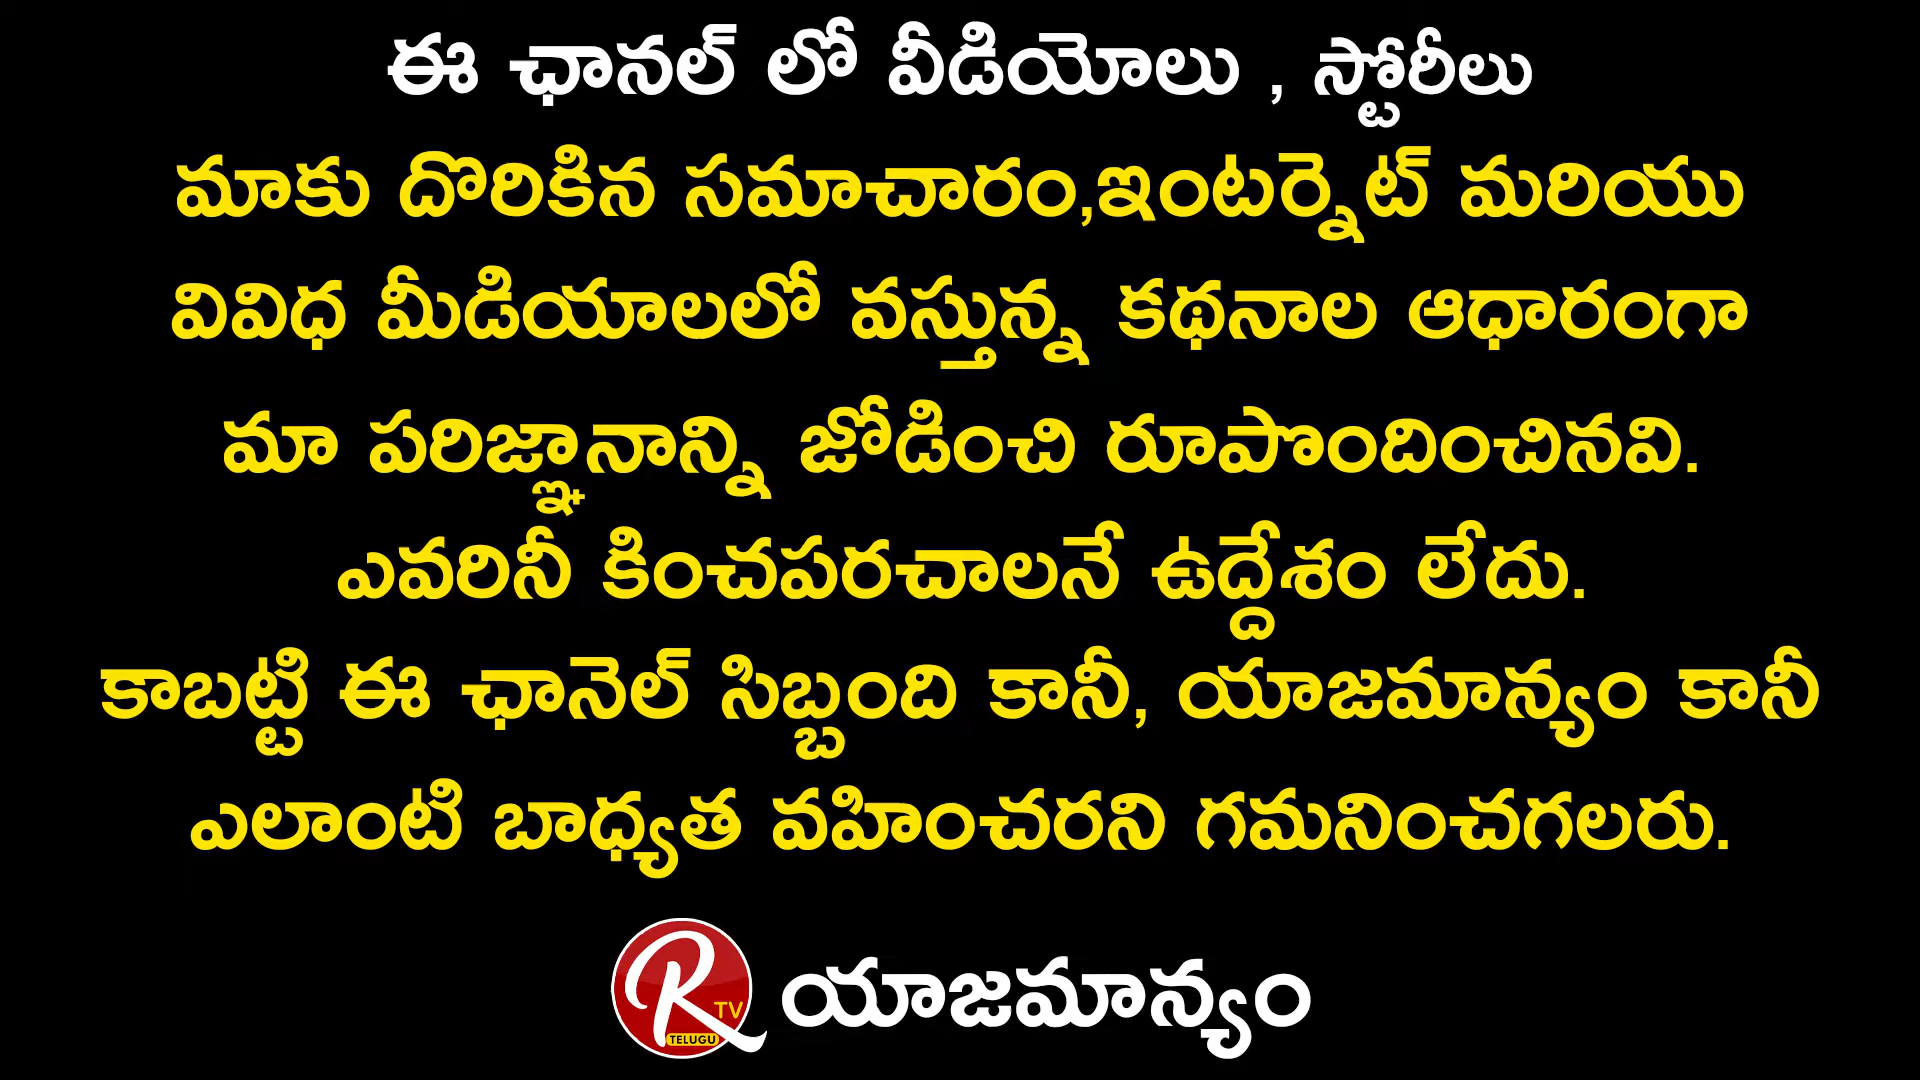 ఈ ఛానల్ లో వీడియోలు , స్టోరీలు
మాకు దొరికిన సమాచారం,ఇంటర్నెట్ మరియు
వివిధ మీడియాలలో వస్తున్న కథనాల ఆధారంగా
మా పరిజ్ఞానాన్ని జోడించి రూపొందించినవి.
ఎవరినీ కించపరచాలనే ఉద్దేశం లేదు.
కాబట్టి ఈ ఛానెల్ సిబ్బంది కానీ, యాజమాన్యం కానీ
ఎలాంటి బాధ్యత వహించరని గమనించగలరు.
R TV TELUGU యాజమాన్యం